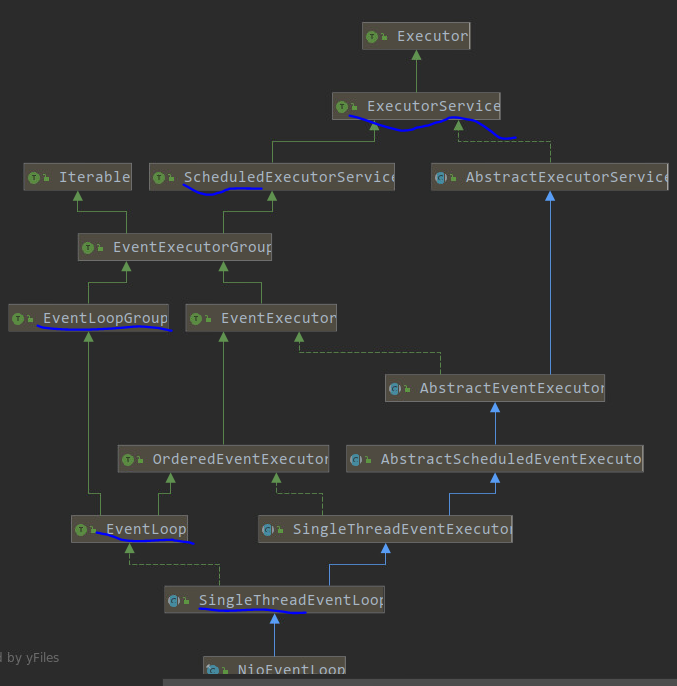 Executor
ExecutorService
Iterable
ScheduledExecutorService
AbstractExecutorService
EventExecutorGroup
EventLoopGroup
EventExecutor
AbstractEventExecutor
OrderedEventExecutor
AbstractScheduledEventExecuto
EventLoop
SingleThreadEventExecutor
SingleThreadEventLoop
d by yFiles
NioEventLoop